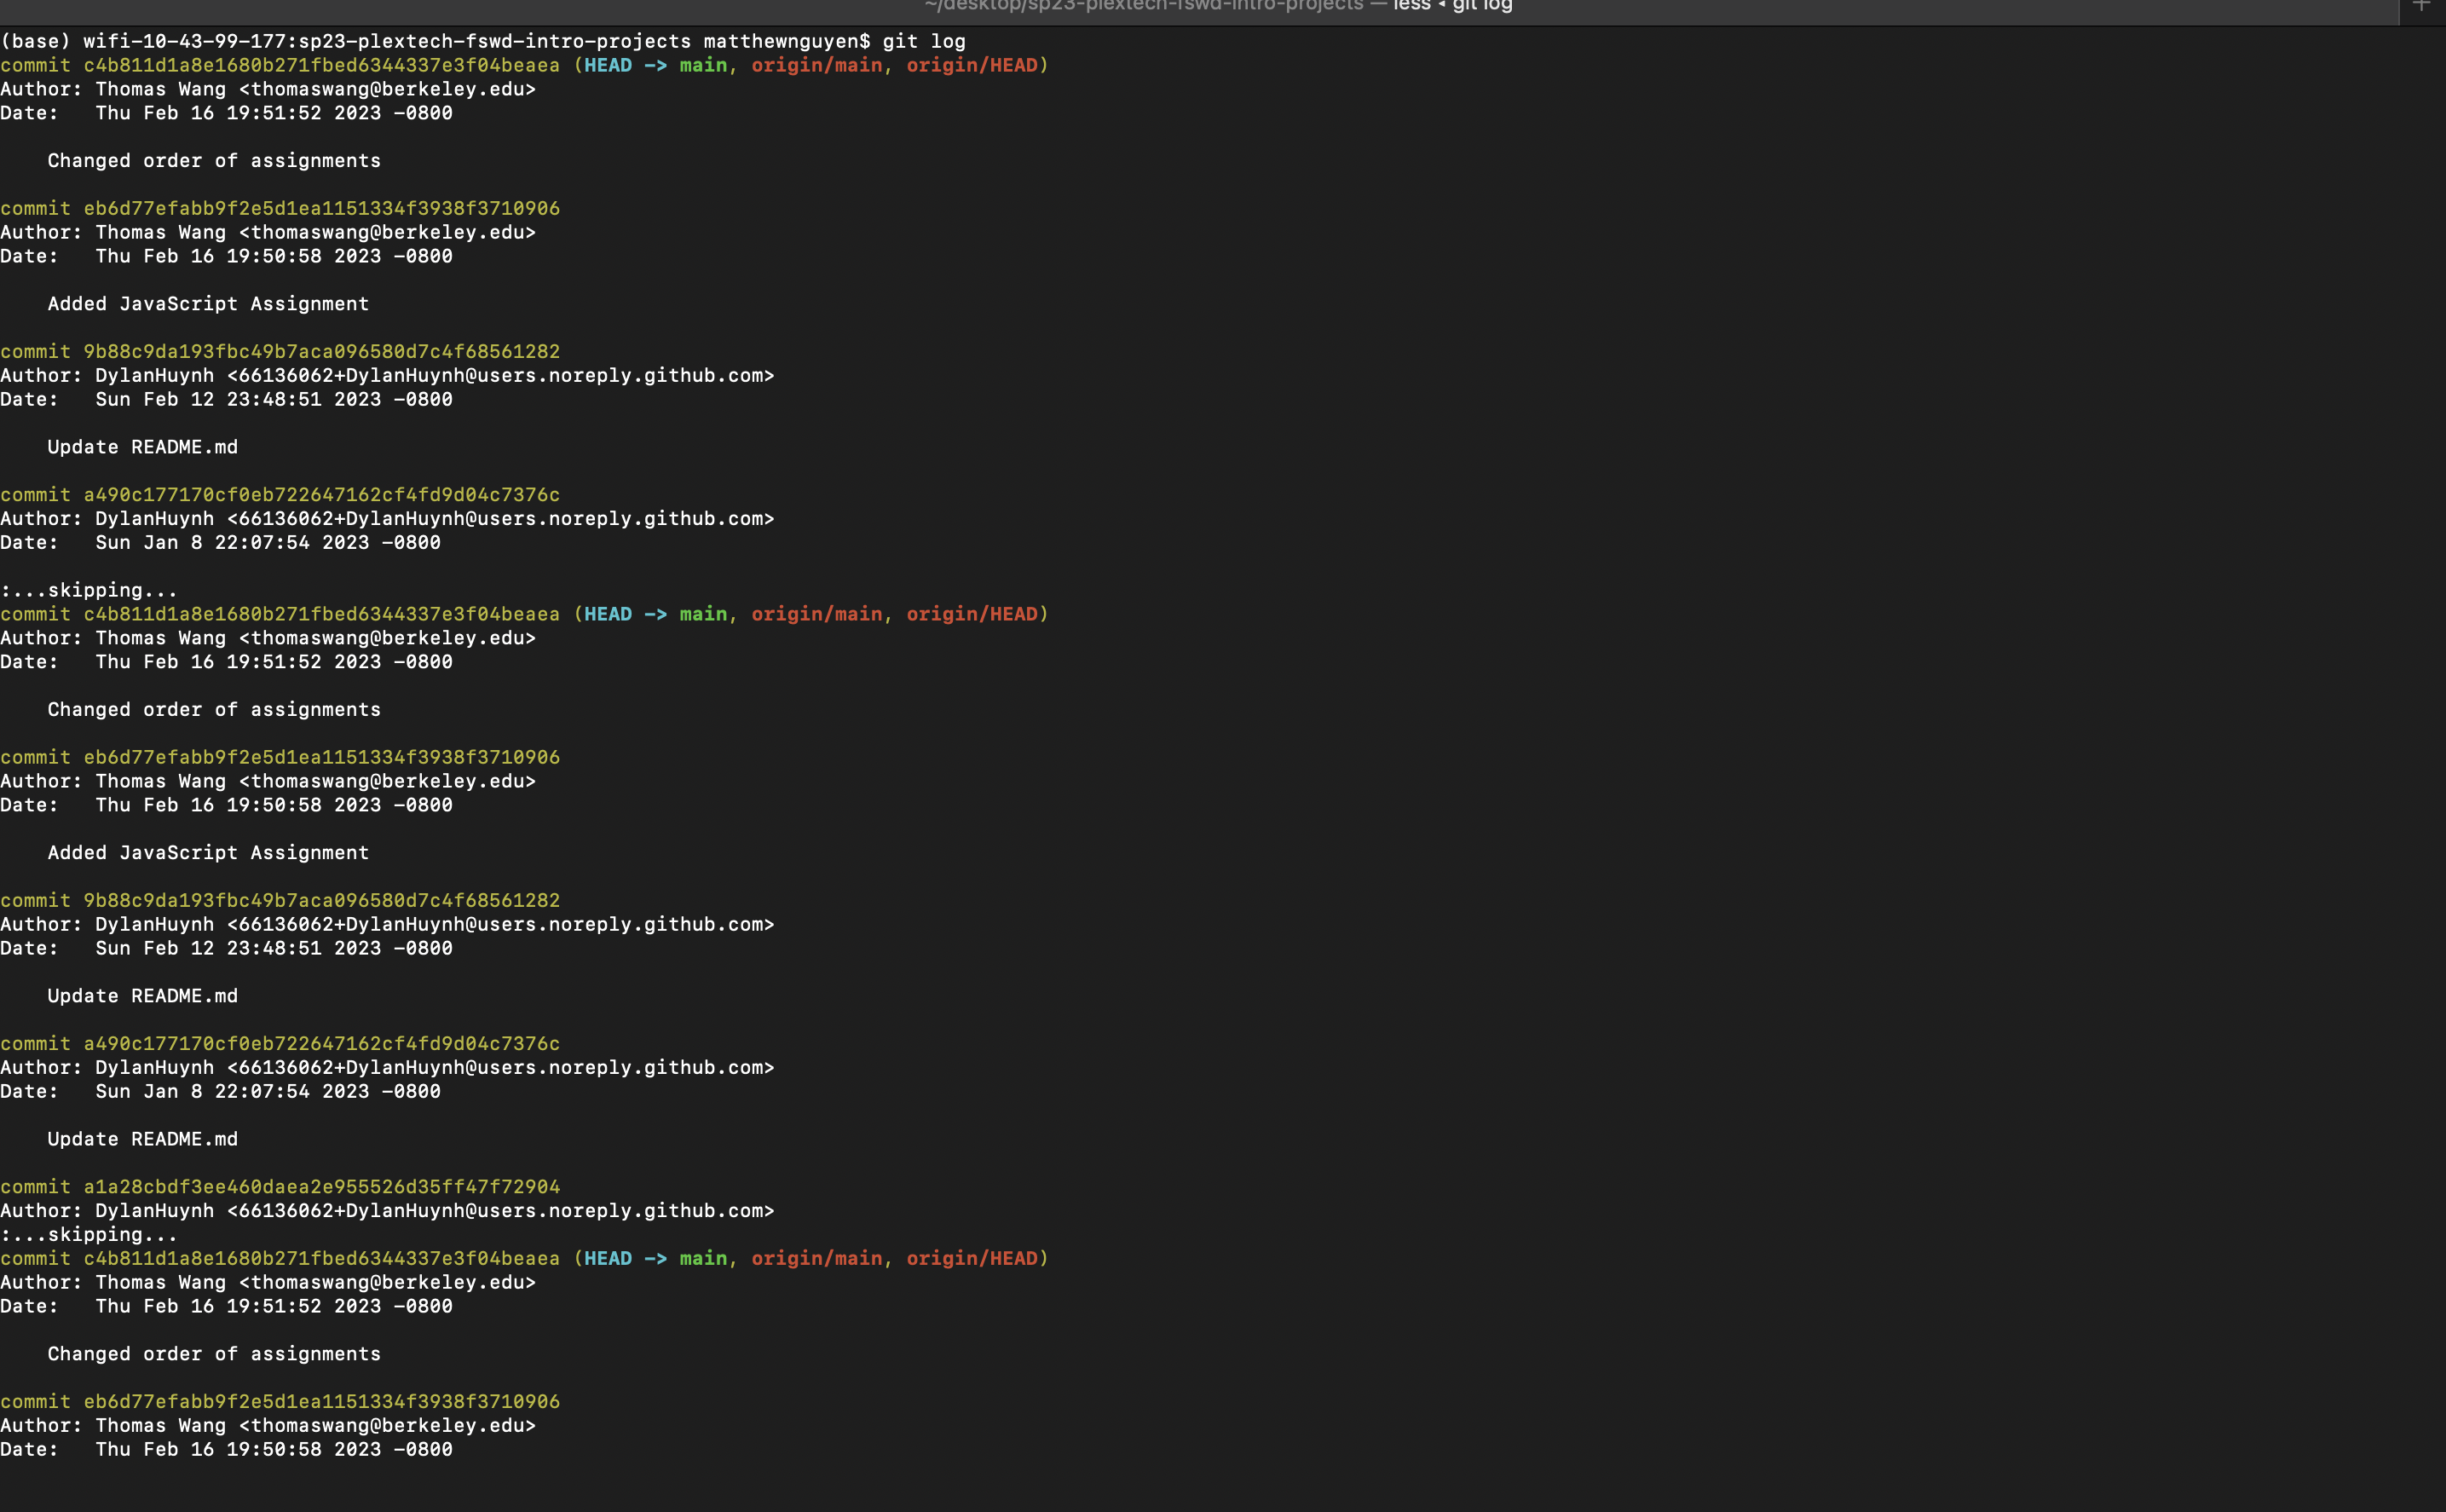 ~/desktop/sp23-plextech-fswd-intro-projects — less ◂ git log
(base) wifi-10-43-99-177:sp23-plextech-fswd-intro-projects matthewnguyen$ git log
commit c4b811d1a8e1680b271fbed6344337e3f04beaea (HEAD -> main, origin/main, origin/HEAD)
Author: Thomas Wang <thomaswang@berkeley.edu>
Date:   Thu Feb 16 19:51:52 2023 -0800
    Changed order of assignments
commit eb6d77efabb9f2e5d1ea1151334f3938f3710906
Author: Thomas Wang <thomaswang@berkeley.edu>
Date:   Thu Feb 16 19:50:58 2023 -0800
    Added JavaScript Assignment
commit 9b88c9da193fbc49b7aca096580d7c4f68561282
Author: DylanHuynh <66136062+DylanHuynh@users.noreply.github.com>
Date:   Sun Feb 12 23:48:51 2023 -0800
    Update README.md
commit a490c177170cf0eb722647162cf4fd9d04c7376c
Author: DylanHuynh <66136062+DylanHuynh@users.noreply.github.com>
Date:   Sun Jan 8 22:07:54 2023 -0800
:...skipping...
commit c4b811d1a8e1680b271fbed6344337e3f04beaea (HEAD -> main, origin/main, origin/HEAD)
Author: Thomas Wang <thomaswang@berkeley.edu>
Date:   Thu Feb 16 19:51:52 2023 -0800
    Changed order of assignments
commit eb6d77efabb9f2e5d1ea1151334f3938f3710906
Author: Thomas Wang <thomaswang@berkeley.edu>
Date:   Thu Feb 16 19:50:58 2023 -0800
    Added JavaScript Assignment
commit 9b88c9da193fbc49b7aca096580d7c4f68561282
Author: DylanHuynh <66136062+DylanHuynh@users.noreply.github.com>
Date:   Sun Feb 12 23:48:51 2023 -0800
    Update README.md
commit a490c177170cf0eb722647162cf4fd9d04c7376c
Author: DylanHuynh <66136062+DylanHuynh@users.noreply.github.com>
Date:   Sun Jan 8 22:07:54 2023 -0800
    Update README.md
commit a1a28cbdf3ee460daea2e955526d35ff47f72904
Author: DylanHuynh <66136062+DylanHuynh@users.noreply.github.com>
:...skipping...
commit c4b811d1a8e1680b271fbed6344337e3f04beaea (HEAD -> main, origin/main, origin/HEAD)
Author: Thomas Wang <thomaswang@berkeley.edu>
Date:   Thu Feb 16 19:51:52 2023 -0800
    Changed order of assignments
commit eb6d77efabb9f2e5d1ea1151334f3938f3710906
Author: Thomas Wang <thomaswang@berkeley.edu>
Date:   Thu Feb 16 19:50:58 2023 -0800